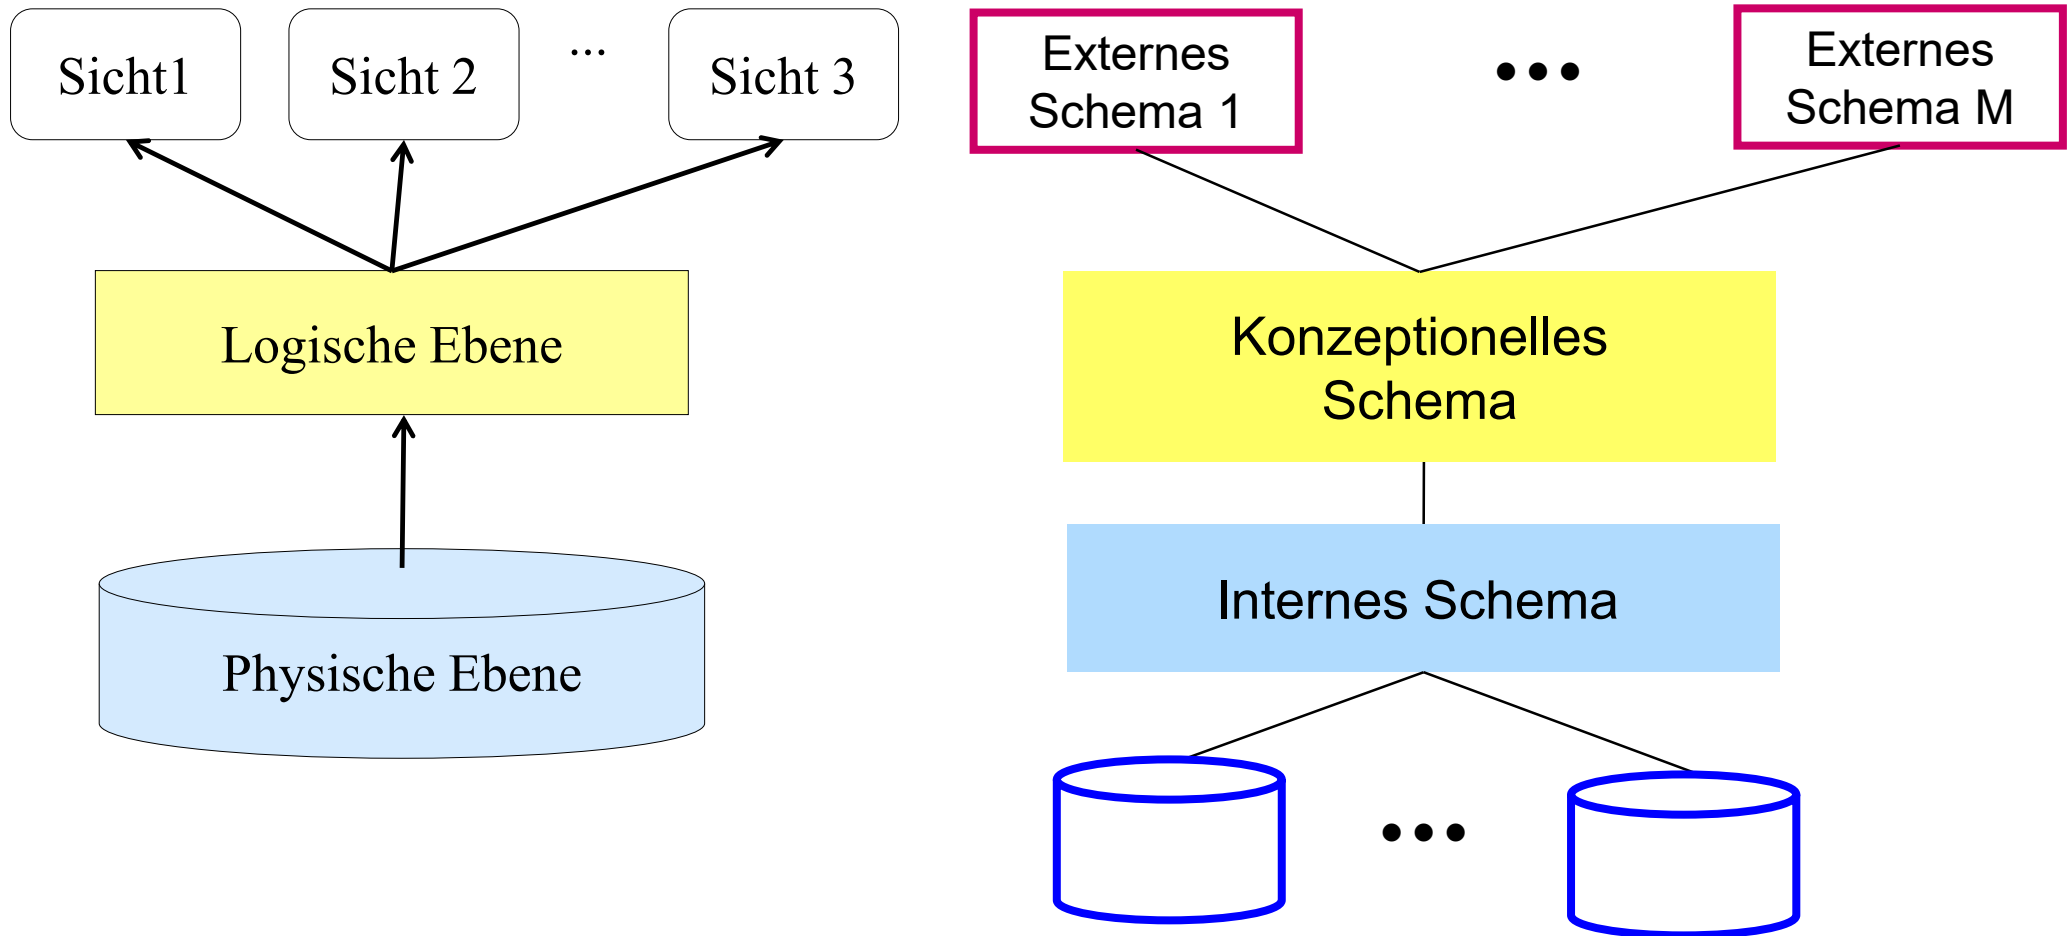 Sicht1
Sicht 2
...
Sicht 3
Logische Ebene
Physische Ebene
Externes
Schema 1
•••
Externes
Schema M
Konzeptionelles
Schema
Internes Schema
•••